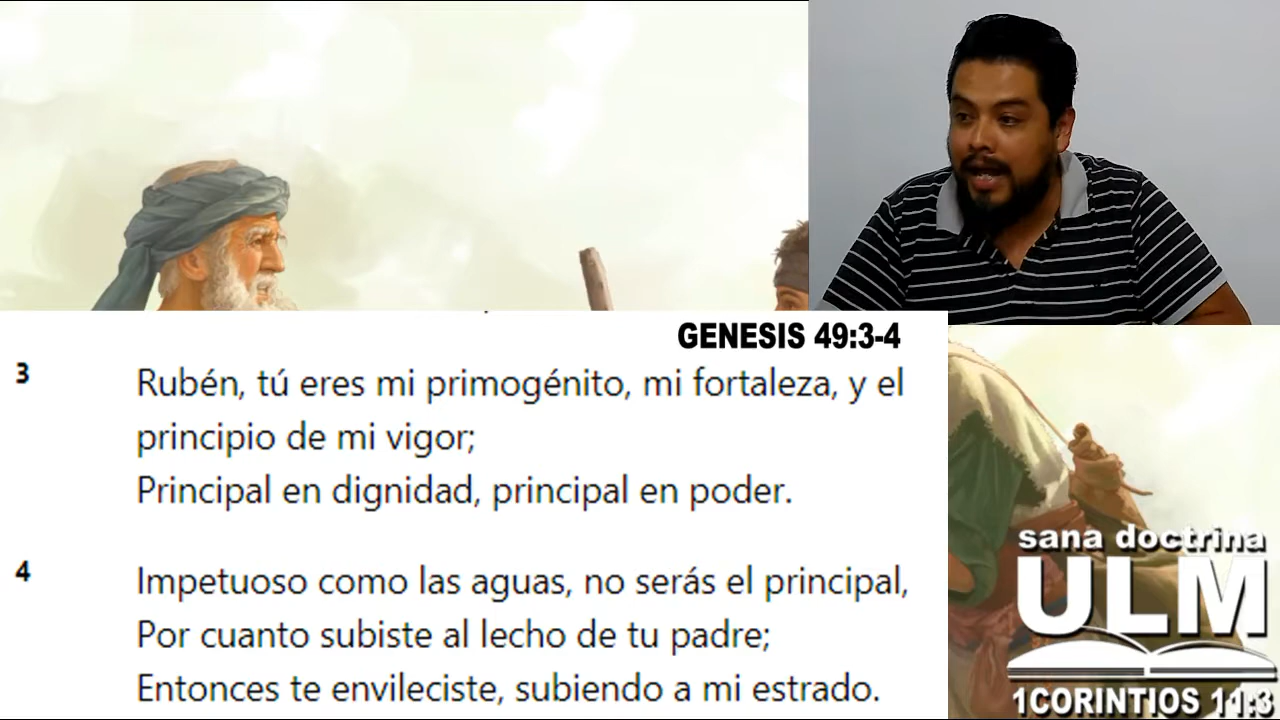 GENESIS 49:3-4
3 Rubén, tú eres mi primogénito, mi fortaleza, y el
principio de mi vigor;
Principal en dignidad, principal en poder.
4 Impetuoso como las aguas, no serás el principal,
Por cuanto subiste al lecho de tu padre;
Entonces te envileciste, subiendo a mi estrado.
sana doctrina
ULM
1CORINTIOS 11:3